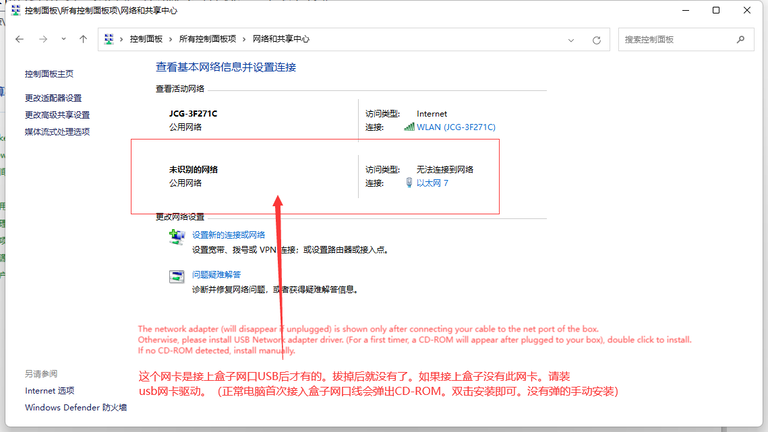 控制面板\所有控制面板项\网络和共享中心
控制面板 > 所有控制面板项 > 网络和共享中心
搜索控制面板
控制面板主页
更改适配器设置
更改高级共享设置
媒体流式处理选项
查看基本网络信息并设置连接
查看活动网络
JCG-3F271C
公用网络
访问类型: Internet
连接: WLAN (JCG-3F271C)
未识别的网络
公用网络
访问类型: 无法连接到网络
连接: 以太网 7
更改网络设置
设置新的连接或网络
设置宽带、拨号或 VPN 连接；或设置路由器或接入点。
问题疑难解答
诊断并修复网络问题，或者获得疑难解答信息。
The network adapter (will disappear if unplugged) is shown only after connecting your cable to the net port of the box.
Otherwise, please install USB Network adapter driver. (For a first timer, a CD-ROM will appear after plugged to your box), double click to install.
If no CD-ROM detected, install manually.
这个网卡是接上盒子网口USB后才有的。拔掉后就没有了。如果接上盒子没有此网卡。请装
usb网卡驱动。（正常电脑首次接入盒子网口线会弹出CD-ROM。双击安装即可。没有弹的手动安装）
另请参阅
Internet 选项
Windows Defender 防火墙